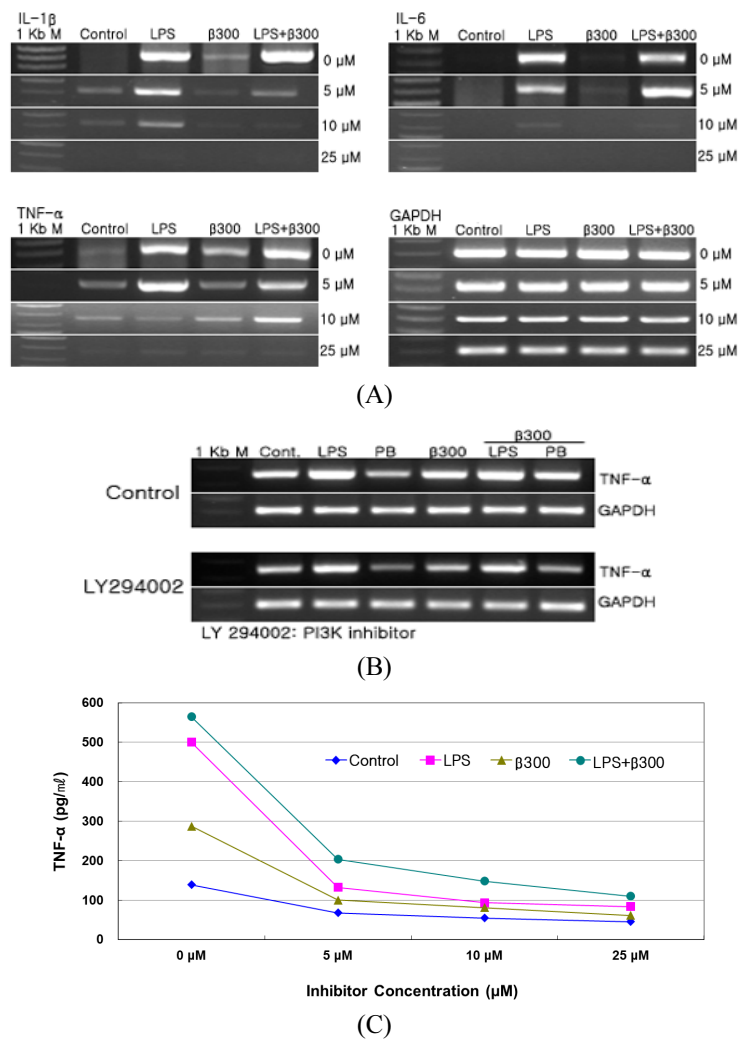 IL-1β
1 Kb M Control LPS β300 LPS+β300
0 μM
5 μM
10 μM
25 μM
IL-6
1 Kb M Control LPS β300 LPS+β300
0 μM
5 μM
10 μM
25 μM
TNF-α
1 Kb M Control LPS β300 LPS+β300
0 μM
5 μM
10 μM
25 μM
GAPDH
1 Kb M Control LPS β300 LPS+β300
0 μM
5 μM
10 μM
25 μM
(A)
β300
1 Kb M Cont. LPS PB β300 LPS PB
Control
TNF-α
GAPDH
LY294002
TNF-α
GAPDH
LY 294002: PI3K inhibitor
(B)
TNF-α (pg/㎖)
600
500
400
300
200
100
0
Control LPS β300 LPS+β300
0 μM 5 μM 10 μM 25 μM
Inhibitor Concentration (μM)
(C)